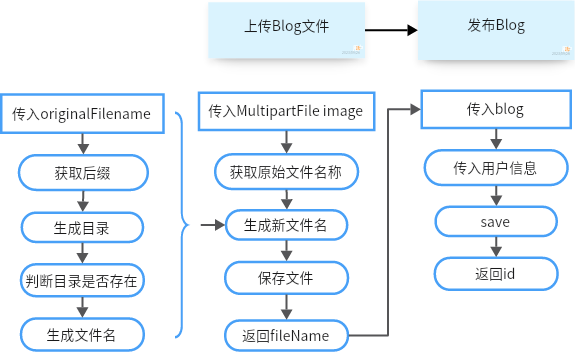 上传Blog文件
发布Blog
传入originalFilename
获取后缀
生成目录
判断目录是否存在
生成文件名
传入MultipartFile image
获取原始文件名称
生成新文件名
保存文件
返回fileName
传入blog
传入用户信息
save
返回id